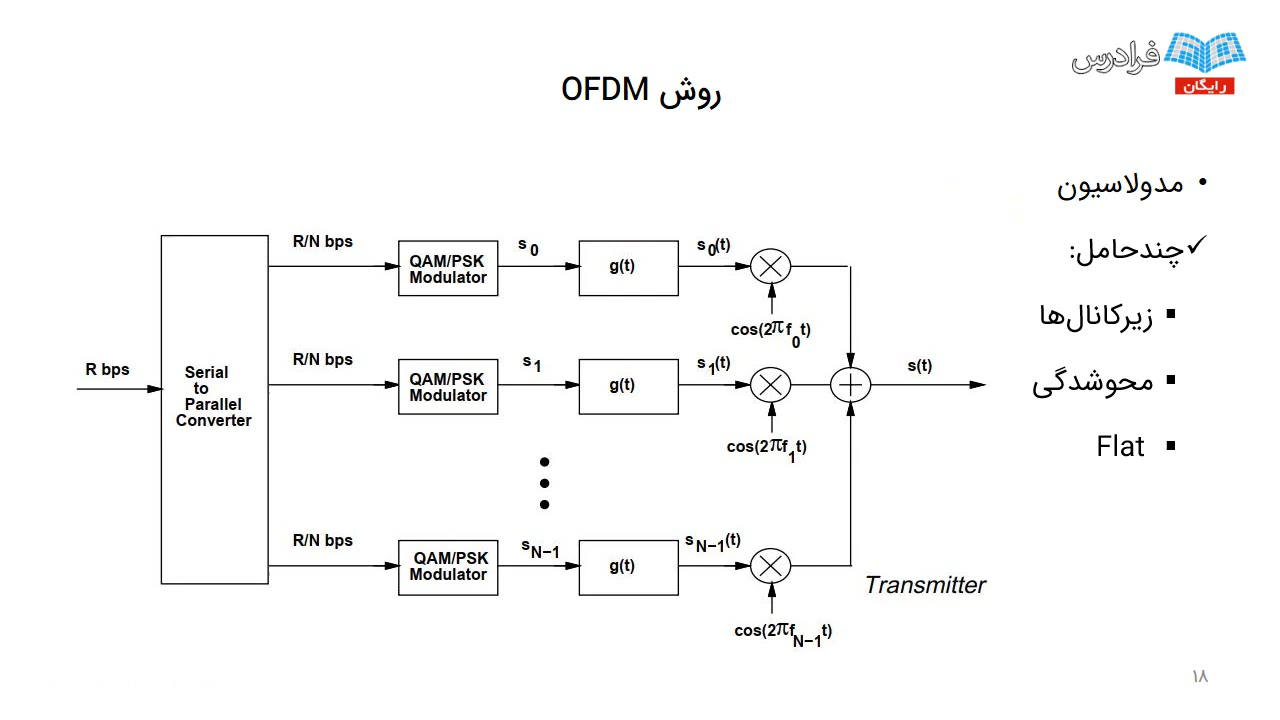 فرادرس
رایگان
روش OFDM
• مدولاسیون
✓چندحامل:
▪ زیرکانال‌ها
▪ محوشدگی
▪ Flat
R bps
Serial
to
Parallel
Converter
R/N bps
QAM/PSK
Modulator
s0
g(t)
s0(t)
cos(2πf0t)
R/N bps
QAM/PSK
Modulator
s1
g(t)
s1(t)
cos(2πf1t)
s(t)
R/N bps
QAM/PSK
Modulator
sN−1
g(t)
sN−1(t)
cos(2πfN−1t)
Transmitter
۱۸